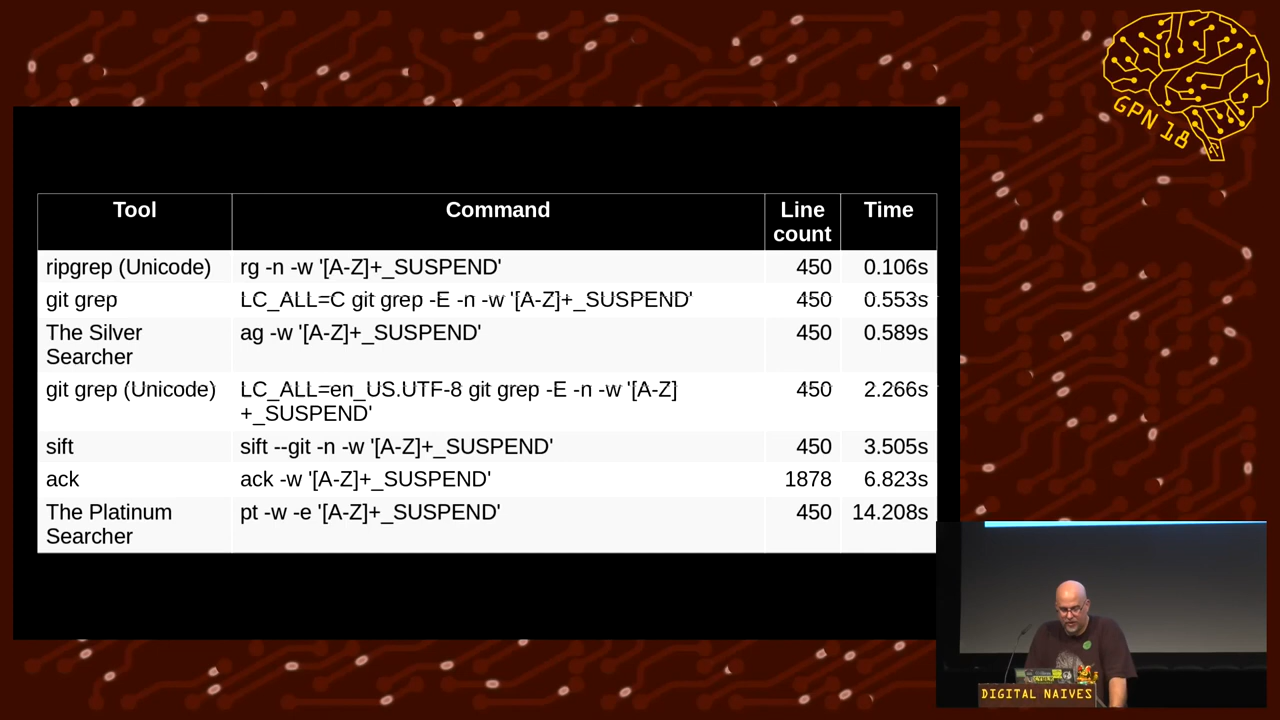 GPN 18
Tool Command Line count Time
ripgrep (Unicode) rg -n -w '[A-Z]+_SUSPEND' 450 0.106s
git grep LC_ALL=C git grep -E -n -w '[A-Z]+_SUSPEND' 450 0.553s
The Silver Searcher ag -w '[A-Z]+_SUSPEND' 450 0.589s
git grep (Unicode) LC_ALL=en_US.UTF-8 git grep -E -n -w '[A-Z]
+_SUSPEND' 450 2.266s
sift sift --git -n -w '[A-Z]+_SUSPEND' 450 3.505s
ack ack -w '[A-Z]+_SUSPEND' 1878 6.823s
The Platinum Searcher pt -w -e '[A-Z]+_SUSPEND' 450 14.208s
DIGITAL NAIVES